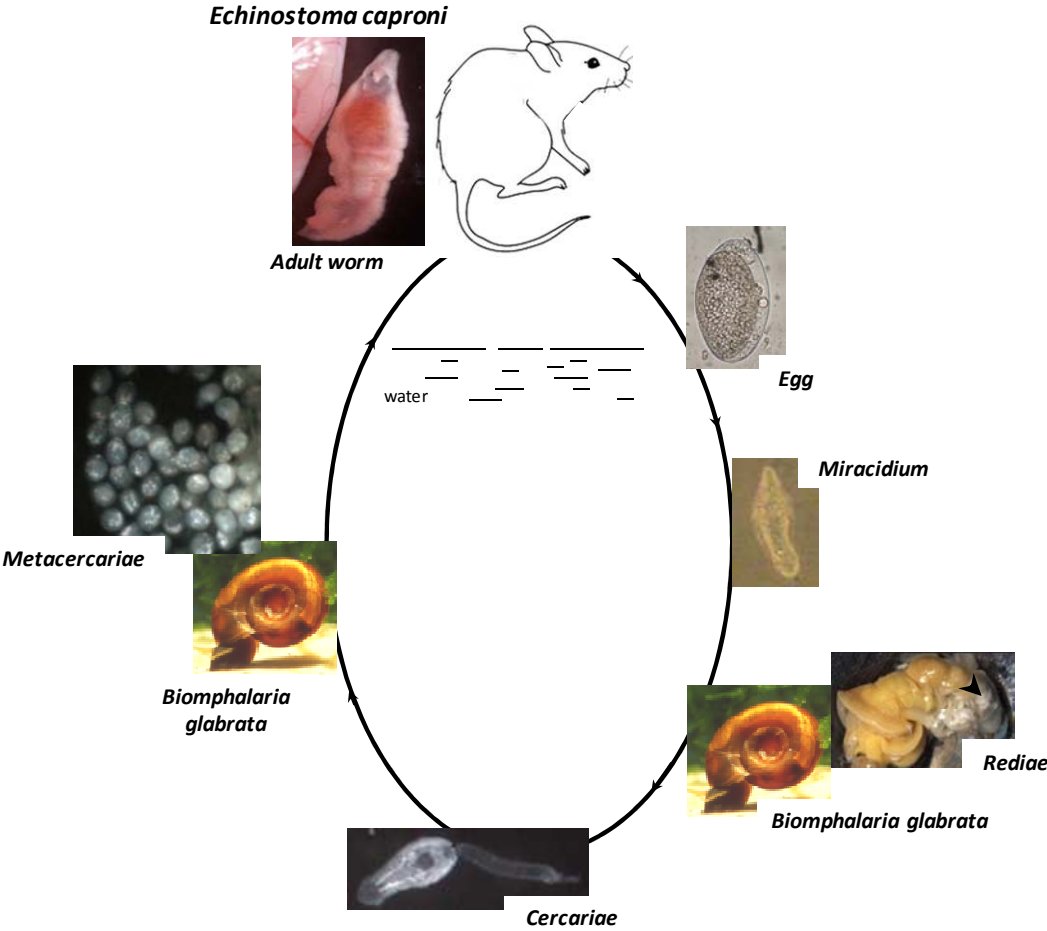 Echinostoma caproni
Adult worm
Egg
water
Miracidium
Metacercariae
Biomphalaria
glabrata
Rediae
Biomphalaria glabrata
Cercariae